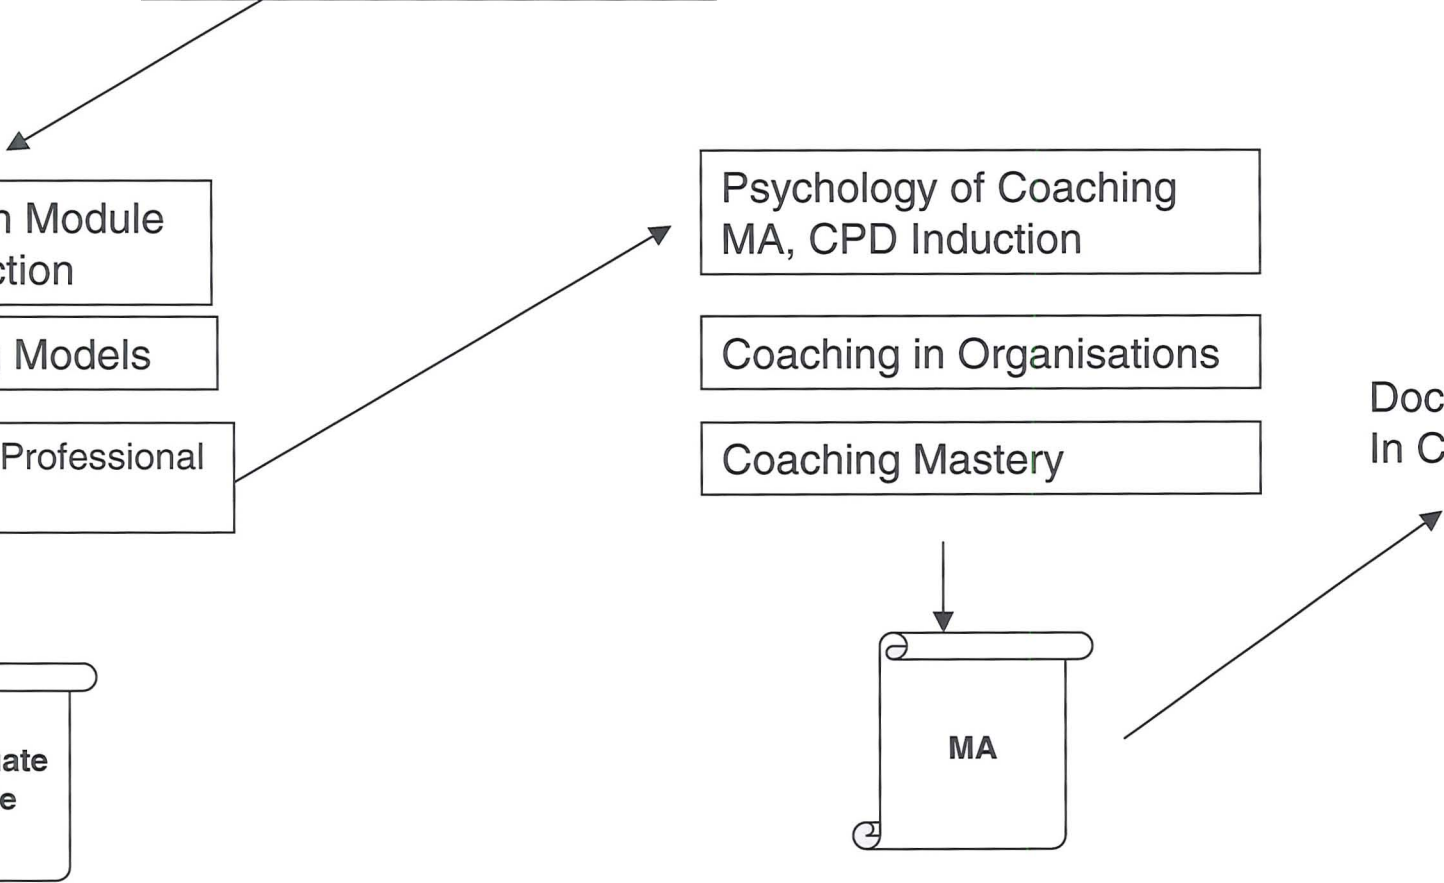 n Module
ction
Models
Professional
ate
e
Psychology of Coaching
MA, CPD Induction
Coaching in Organisations
Coaching Mastery
MA
Doc
In C